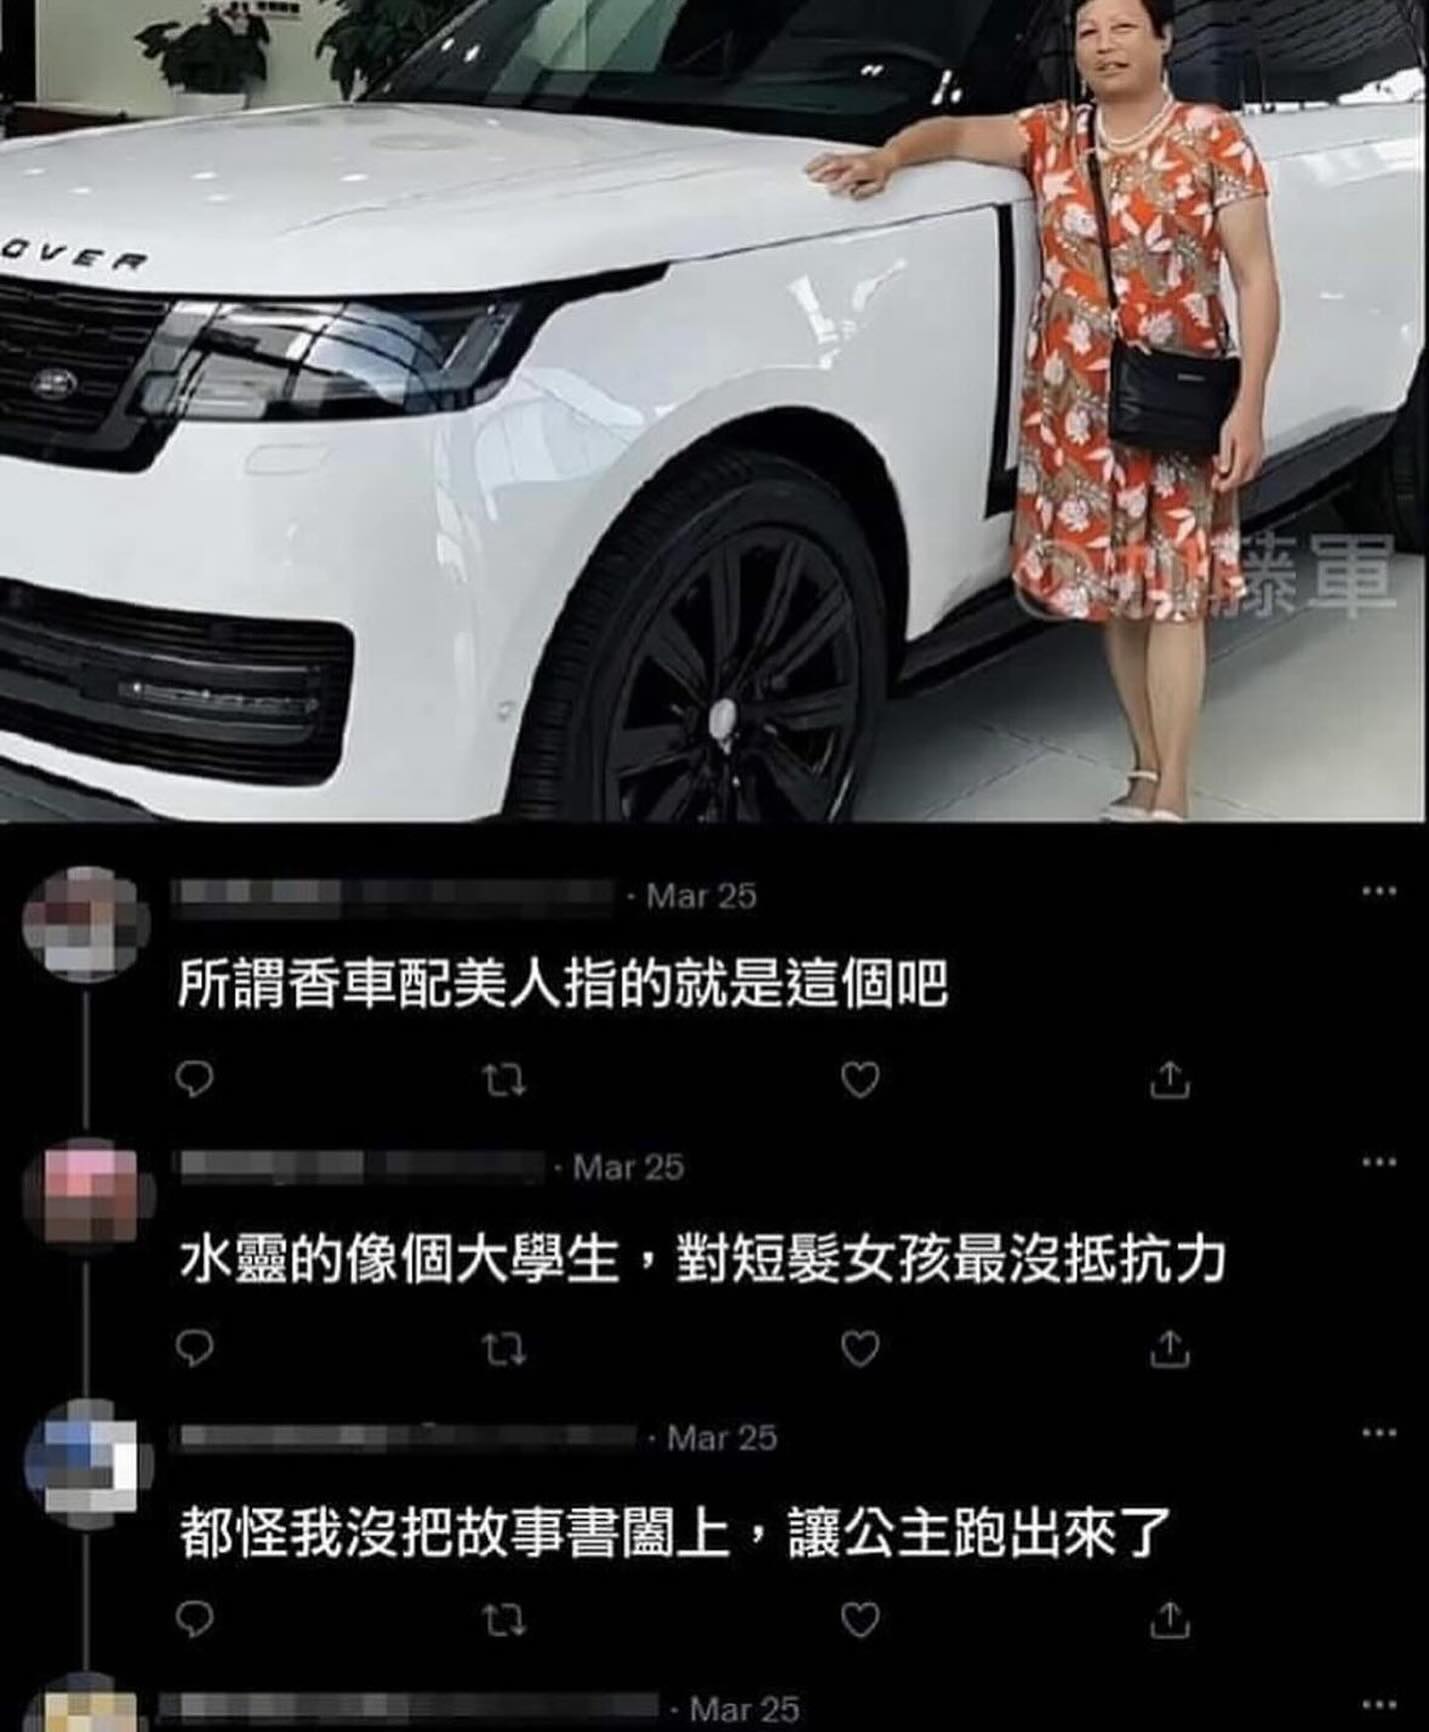 OVER
藤軍
· Mar 25
所謂香車配美人指的就是這個吧
· Mar 25
水靈的像個大學生，對短髮女孩最沒抵抗力
· Mar 25
都怪我沒把故事書闔上，讓公主跑出來了
· Mar 25